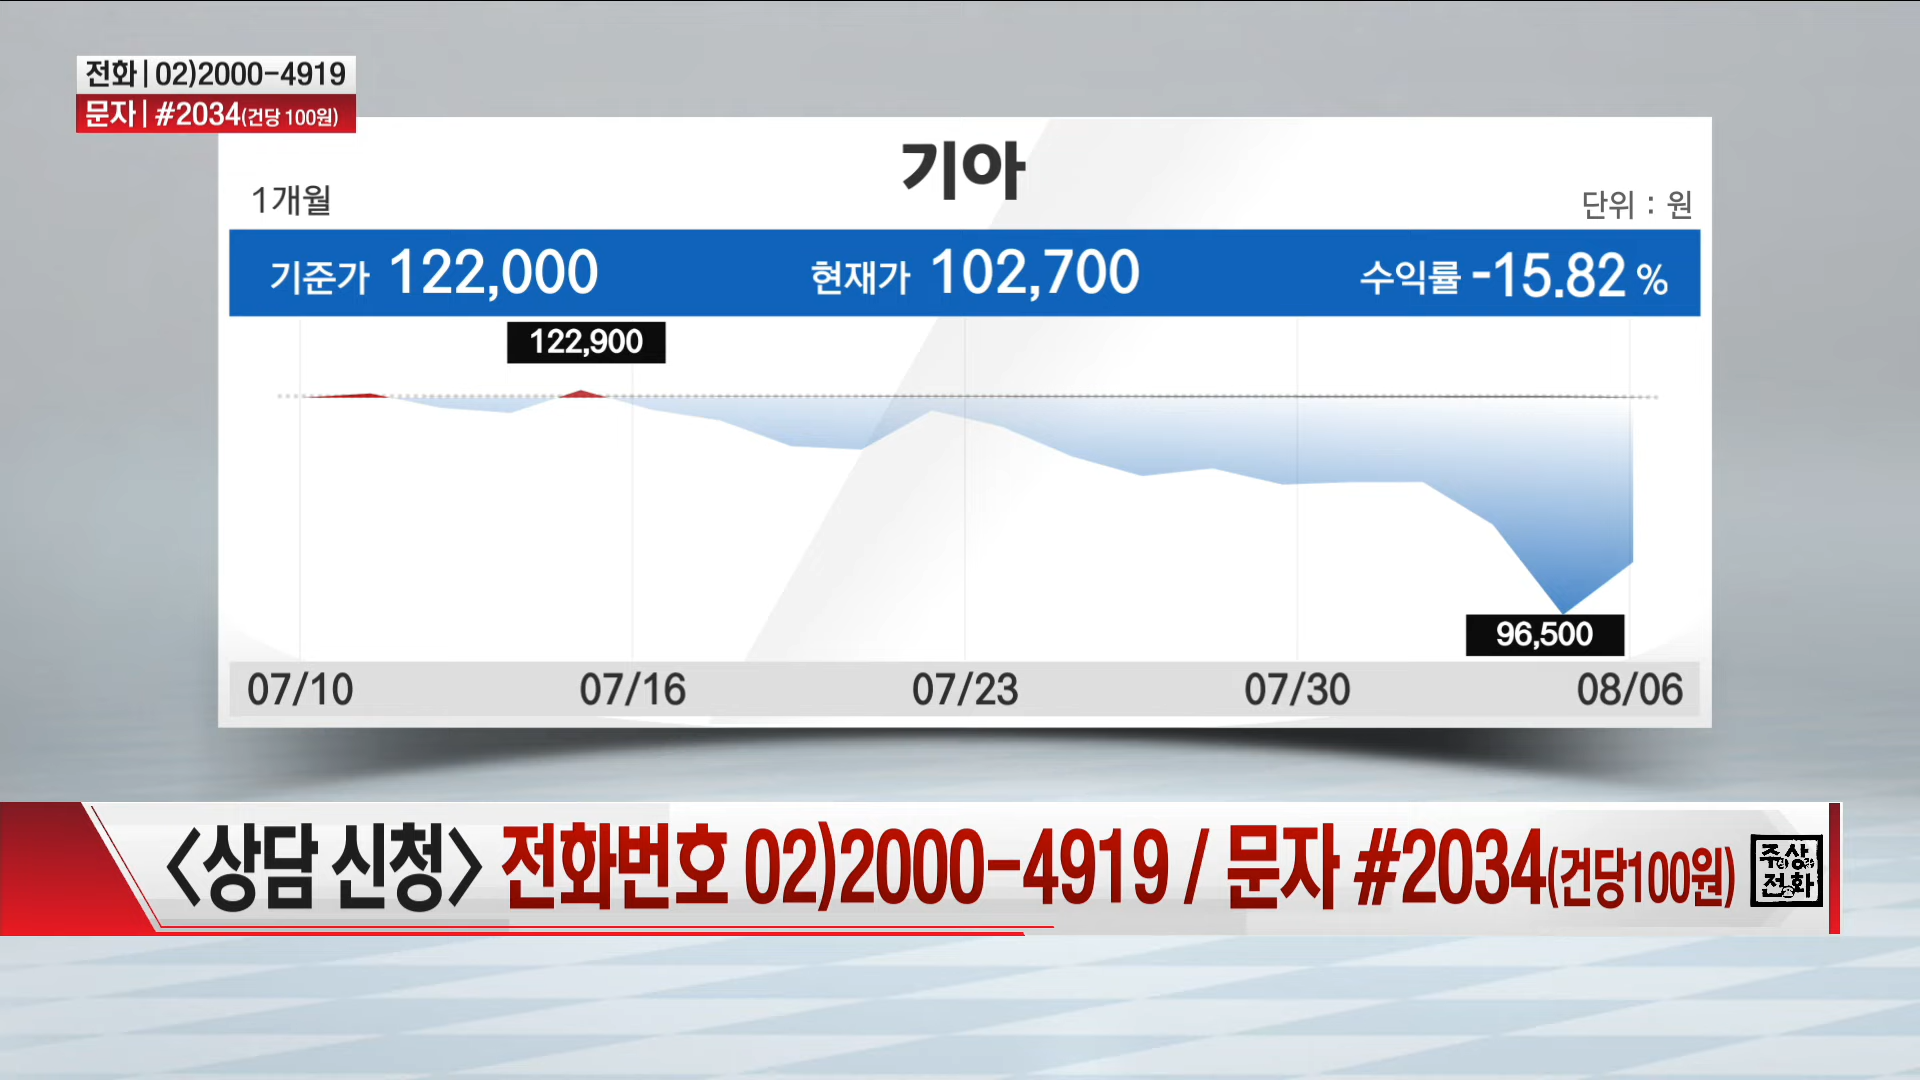 전화 | 02)2000-4919
문자 | #2034(건당 100원)
기아
1개월
단위 : 원
기준가 122,000 현재가 102,700 수익률 -15.82 %
122,900
96,500
07/10 07/16 07/23 07/30 08/06
<상담 신청> 전화번호 02)2000-4919 / 문자 #2034(건당100원)
주상
전화